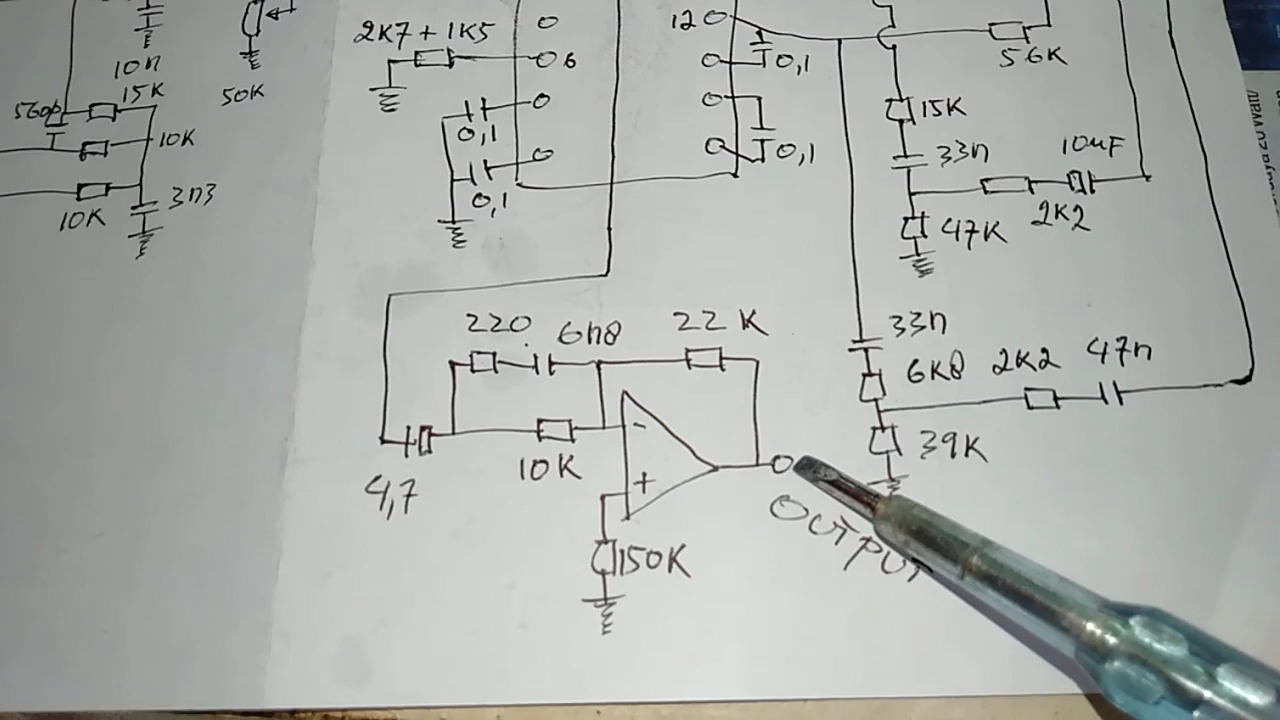 2K7 + 1K5
12
6
56K
0,1
10n
15K
560p
50K
10K
0,1
0,1
0,1
15K
33n
10uF
3n3
10K
2K2
47K
220
6n8
22K
33n
6K8
2K2
47n
-
10K
39K
4,7
+
OUTPUT
150K